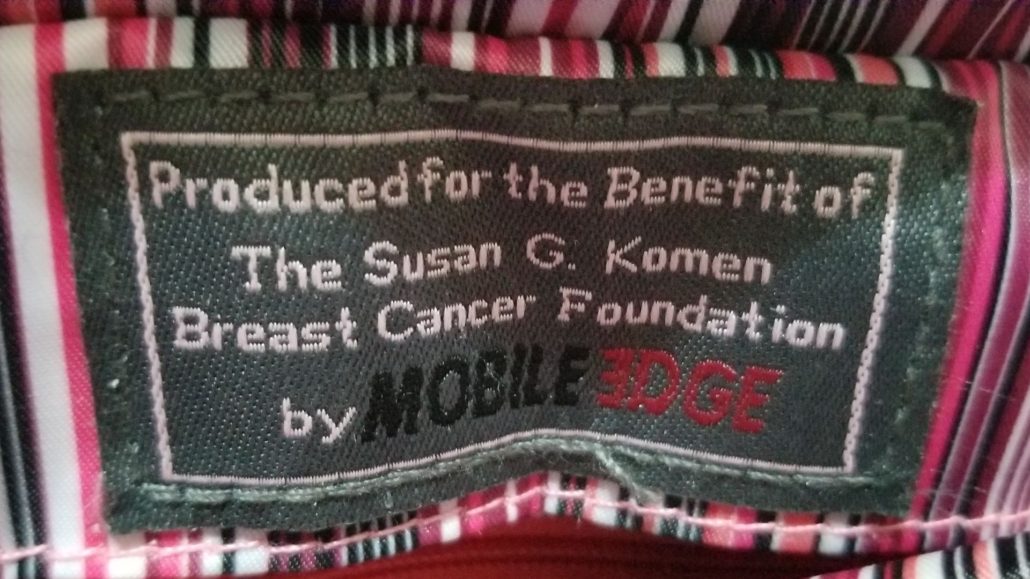 Produced for the Benefit of
The Susan G. Komen
Breast Cancer Foundation
by MOBILE EDGE